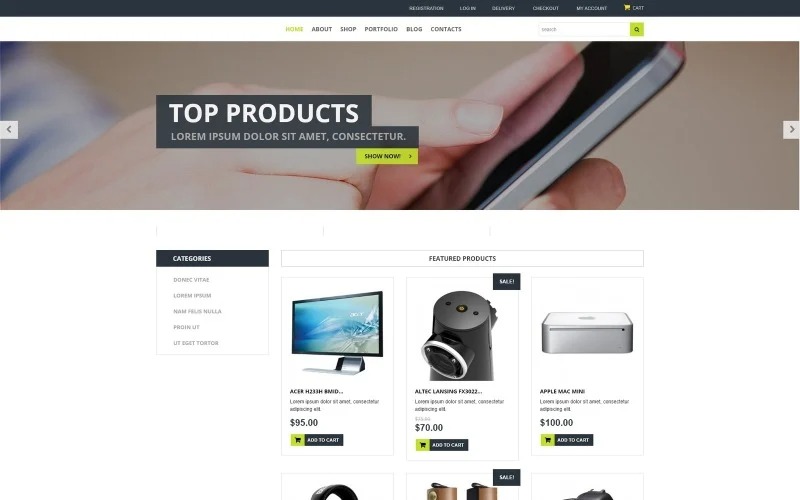 REGISTRATION LOG IN DELIVERY CHECKOUT MY ACCOUNT CART
HOME ABOUT SHOP PORTFOLIO BLOG CONTACTS
search
TOP PRODUCTS
LOREM IPSUM DOLOR SIT AMET, CONSECTETUR.
SHOW NOW!
CATEGORIES
DONEC VITAE
LOREM IPSUM
NAM FELIS NULLA
PROIN UT
UT EGET TORTOR
FEATURED PRODUCTS
acer
ACER H233H BMID...
Lorem ipsum dolor sit amet, consectetur
adipiscing elit.
$95.00
ADD TO CART
SALE!
ALTEC LANSING FX3022...
Lorem ipsum dolor sit amet, consectetur
adipiscing elit.
$70.00
ADD TO CART
APPLE MAC MINI
Lorem ipsum dolor sit amet, consectetur
adipiscing elit.
$100.00
ADD TO CART
SALE!